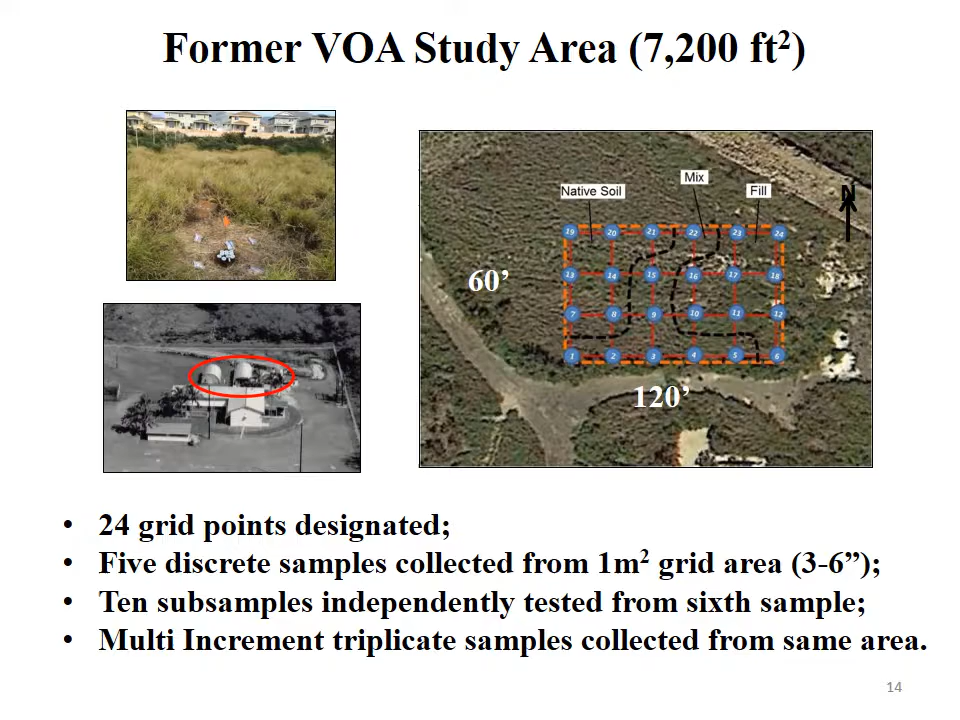 Former VOA Study Area (7,200 ft²)
Native Soil
Mix
Fill
N
19 20 21 22 23 24
60’
13 14 15 16 17 18
7 8 9 10 11 12
1 2 3 4 5 6
120’
• 24 grid points designated;
• Five discrete samples collected from 1m² grid area (3-6”);
• Ten subsamples independently tested from sixth sample;
• Multi Increment triplicate samples collected from same area.
14